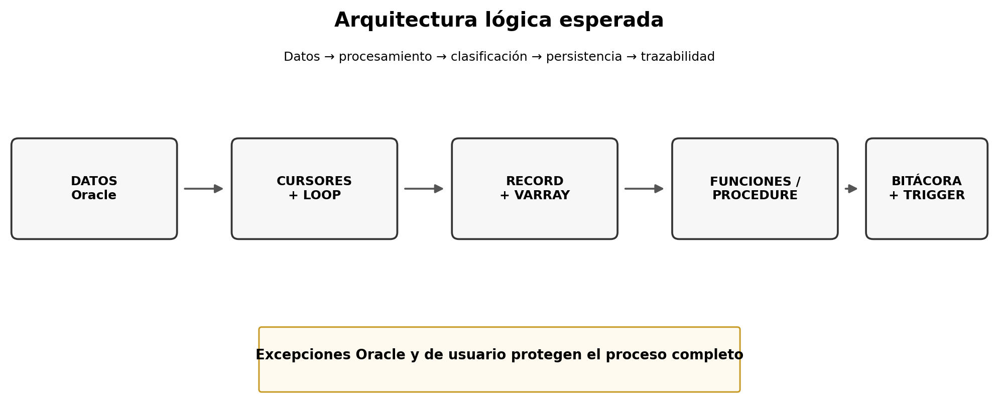 Arquitectura lógica esperada
Datos → procesamiento → clasificación → persistencia → trazabilidad
DATOS
Oracle
CURSORES
+ LOOP
RECORD
+ VARRAY
FUNCIONES /
PROCEDURE
BITÁCORA
+ TRIGGER
Excepciones Oracle y de usuario protegen el proceso completo